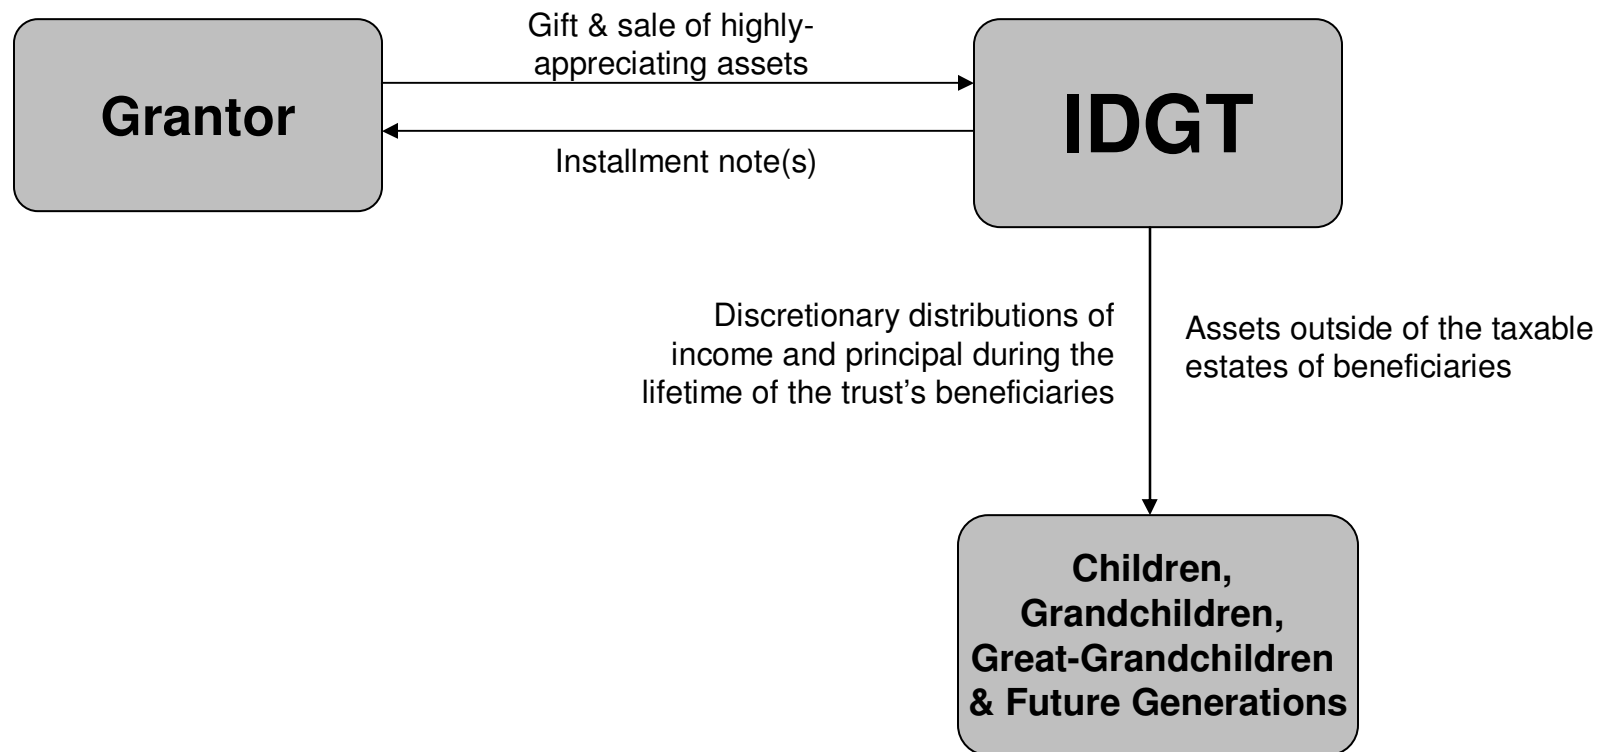 Gift & sale of highly-
appreciating assets
Grantor
IDGT
Installment note(s)
Discretionary distributions of
income and principal during the
lifetime of the trust’s beneficiaries
Assets outside of the taxable
estates of beneficiaries
Children,
Grandchildren,
Great-Grandchildren
& Future Generations